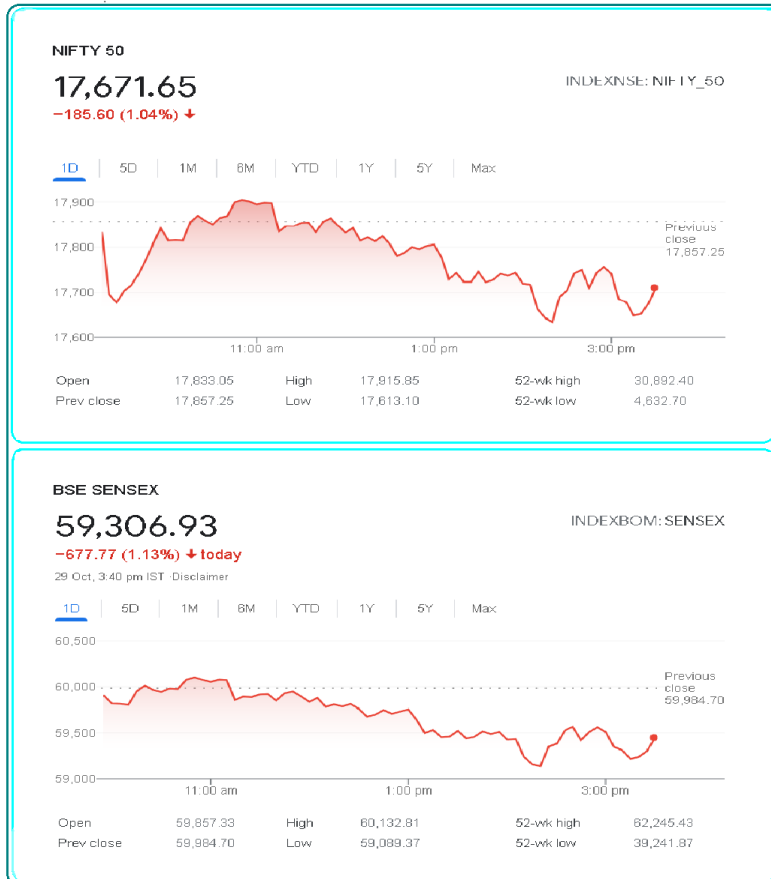 NIFTY 50
17,671.65
INDEXNSE: NIFTY_50
−185.60 (1.04%) ↓
1D 5D 1M 6M YTD 1Y 5Y Max
17,900
Previous
close
17,857.25
17,800
17,700
17,600
11:00 am 1:00 pm 3:00 pm
Open 17,833.05 High 17,915.85 52-wk high 30,892.40
Prev close 17,857.25 Low 17,613.10 52-wk low 4,632.70
BSE SENSEX
59,306.93
INDEXBOM: SENSEX
−677.77 (1.13%) ↓ today
29 Oct, 3:40 pm IST ·Disclaimer
1D 5D 1M 6M YTD 1Y 5Y Max
60,500
Previous
close
59,984.70
60,000
59,500
59,000
11:00 am 1:00 pm 3:00 pm
Open 59,857.33 High 60,132.81 52-wk high 62,245.43
Prev close 59,984.70 Low 59,089.37 52-wk low 39,241.87